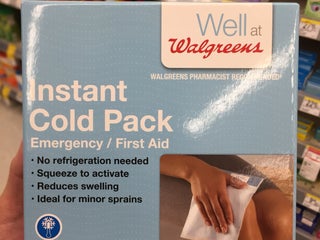 Well at
Walgreens
WALGREENS PHARMACIST RECOMMENDED
Instant
Cold Pack
Emergency / First Aid
• No refrigeration needed
• Squeeze to activate
• Reduces swelling
• Ideal for minor sprains